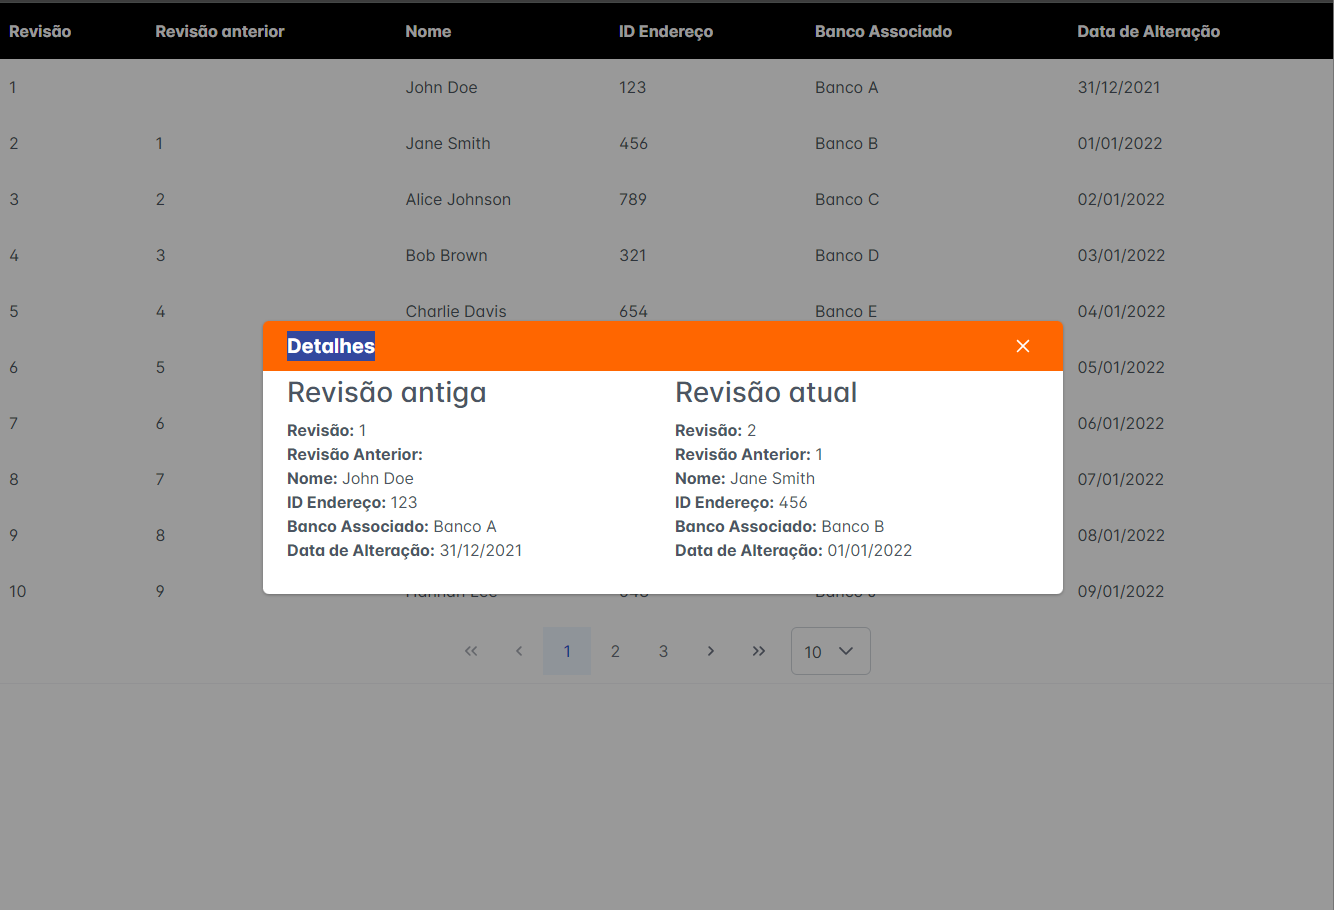 Revisão Revisão anterior Nome ID Endereço Banco Associado Data de Alteração
1 John Doe 123 Banco A 31/12/2021
2 1 Jane Smith 456 Banco B 01/01/2022
3 2 Alice Johnson 789 Banco C 02/01/2022
4 3 Bob Brown 321 Banco D 03/01/2022
5 4 Charlie Davis 654 Banco E 04/01/2022
6 5 05/01/2022
7 6 06/01/2022
8 7 07/01/2022
9 8 08/01/2022
10 9 09/01/2022
Detalhes
Revisão antiga
Revisão: 1
Revisão Anterior:
Nome: John Doe
ID Endereço: 123
Banco Associado: Banco A
Data de Alteração: 31/12/2021
Revisão atual
Revisão: 2
Revisão Anterior: 1
Nome: Jane Smith
ID Endereço: 456
Banco Associado: Banco B
Data de Alteração: 01/01/2022
1 2 3 10